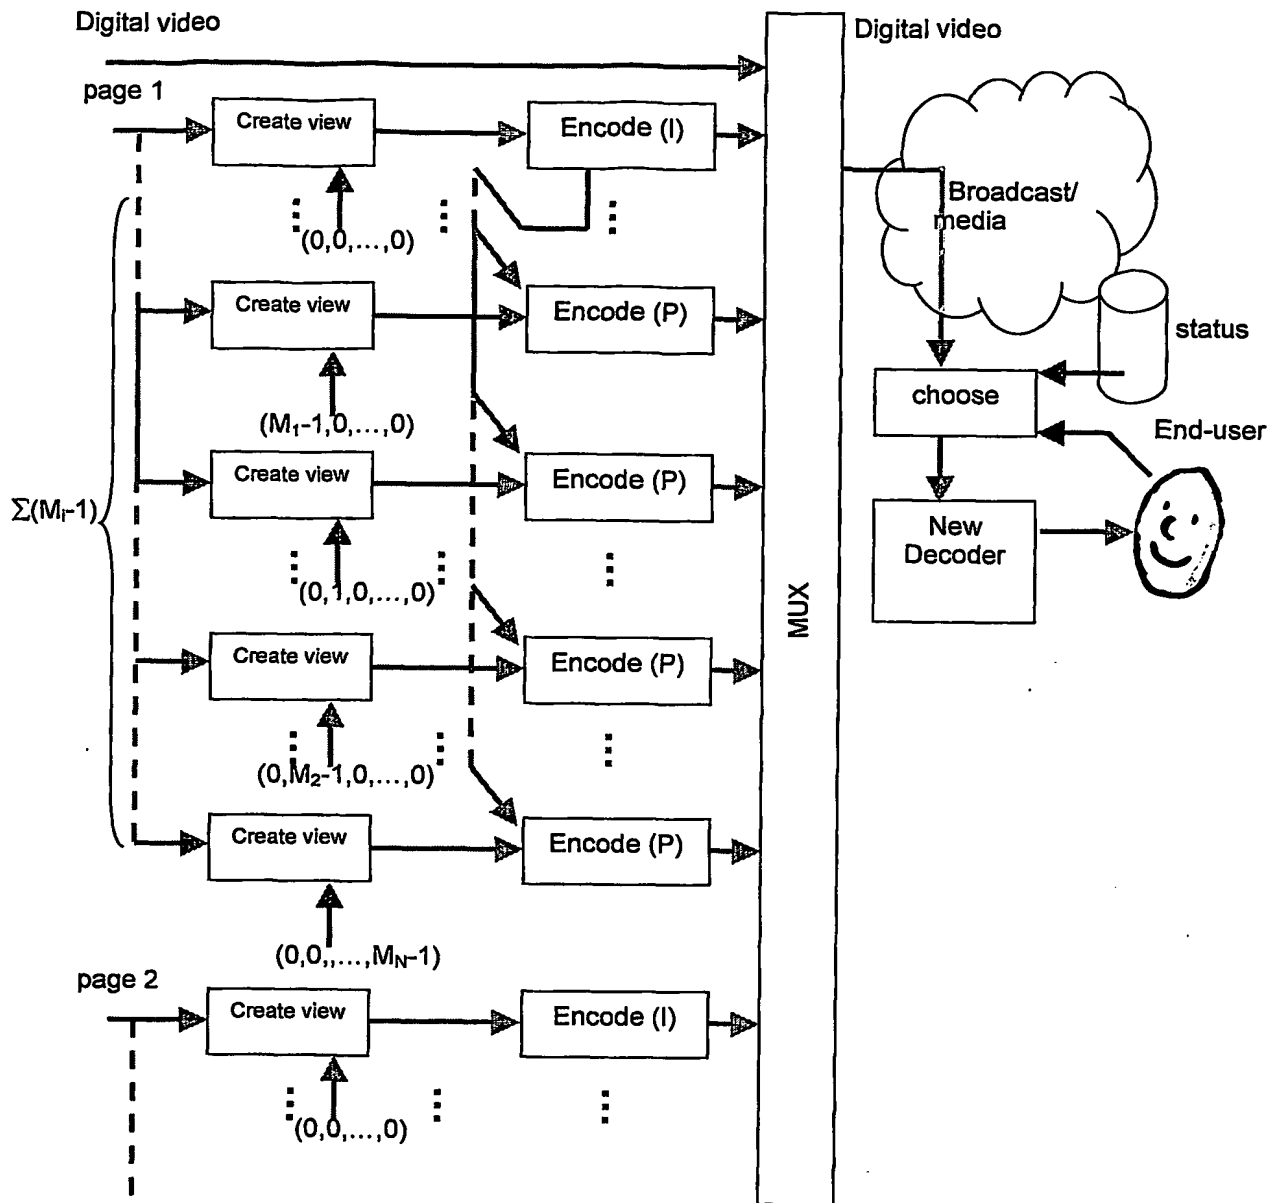 Digital video
Digital video
page 1
Create view
Encode (I)
Broadcast/
media
(0,0,...,0)
Create view
Encode (P)
status
choose
(M₁-1,0,...,0)
End-user
Create view
Encode (P)
Σ(Mᵢ-1)
New
Decoder
(0,1,0,...,0)
MUX
Create view
Encode (P)
(0,M₂-1,0,...,0)
Create view
Encode (P)
(0,0,,...,M_N-1)
page 2
Create view
Encode (I)
(0,0,...,0)